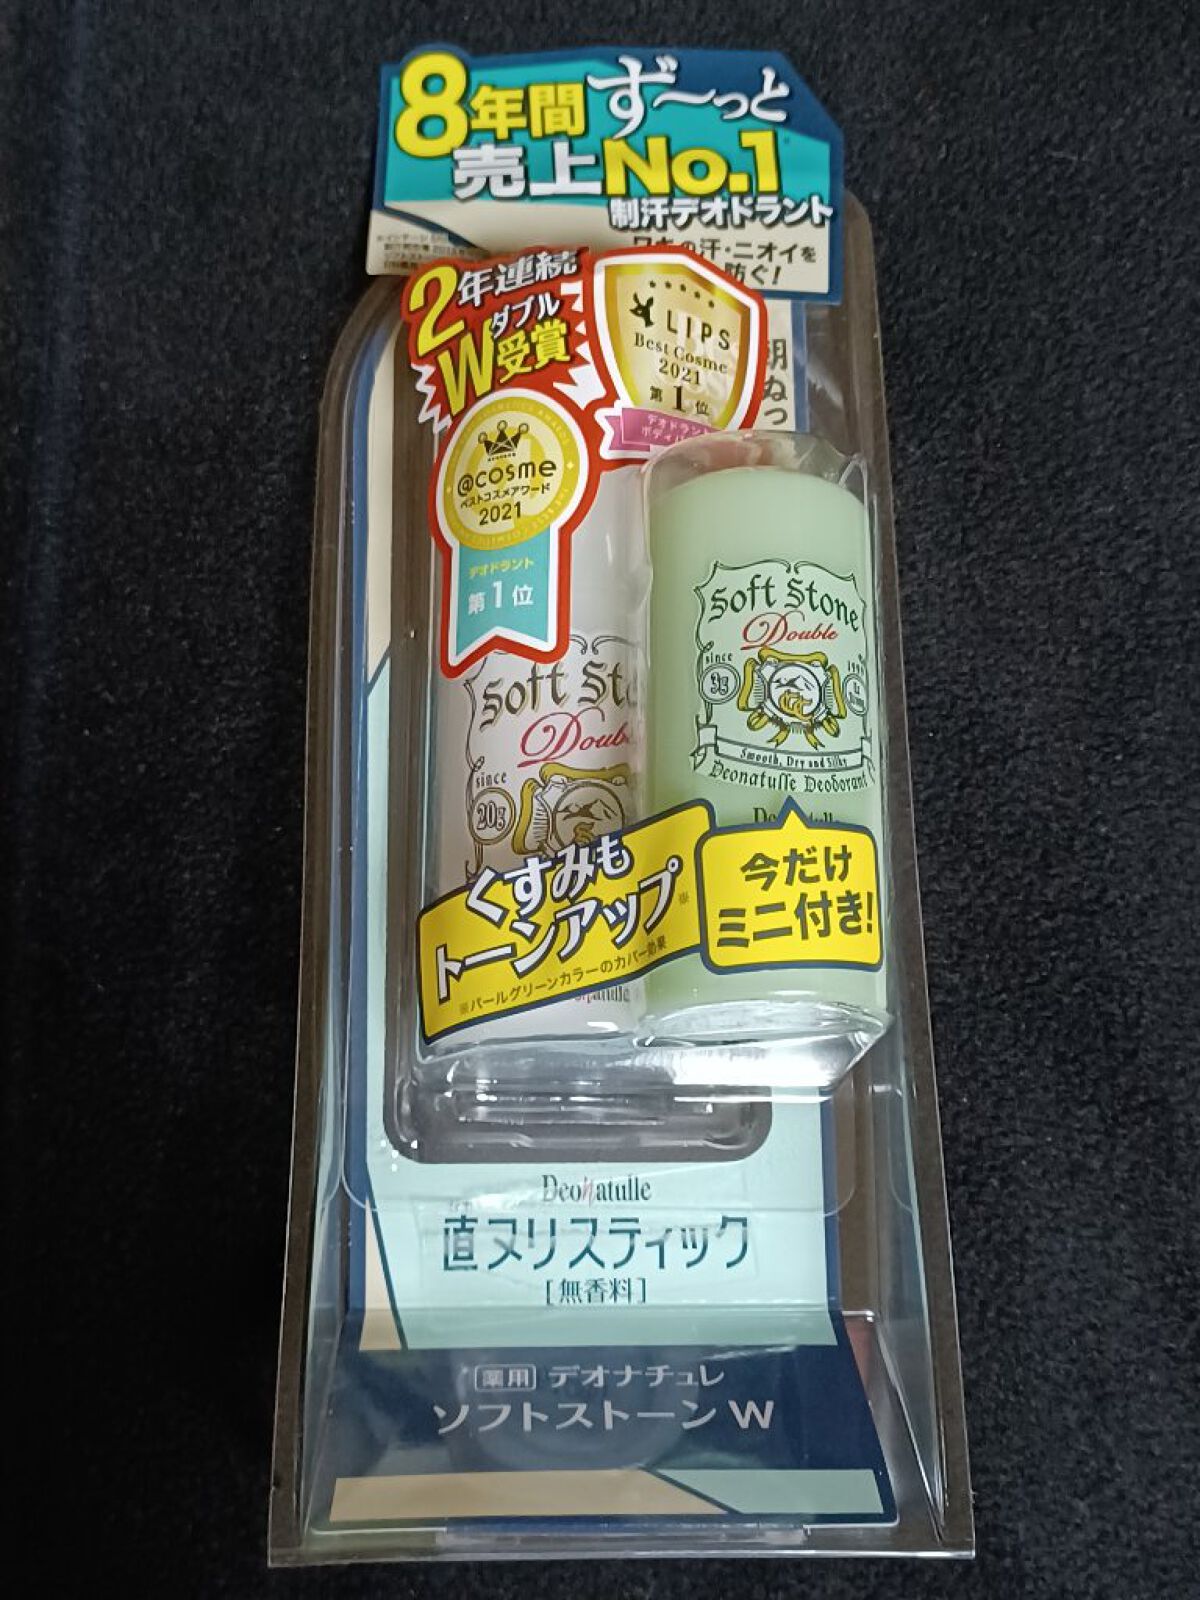 8年間ず〜っと
売上No.1
制汗デオドラント
の汗・ニオイを
防ぐ!
2年連続
ダブル
W受賞
LIPS
Best Cosme
2021
第1位
@cosme
ベストコスメアワード
2021
デオドラント
第1位
朝ぬっ
Soft Stone
Double
since
3g
Smooth, Dry and Silky
Deonatulle Deodorant
Soft St
Doub
since
20g
くすみも
トーンアップ※
※パールグリーンカラーのカバー効果
今だけ
ミニ付き!
Deonatulle
直ヌリスティック
[無香料]
薬用 デオナチュレ
ソフトストーンW